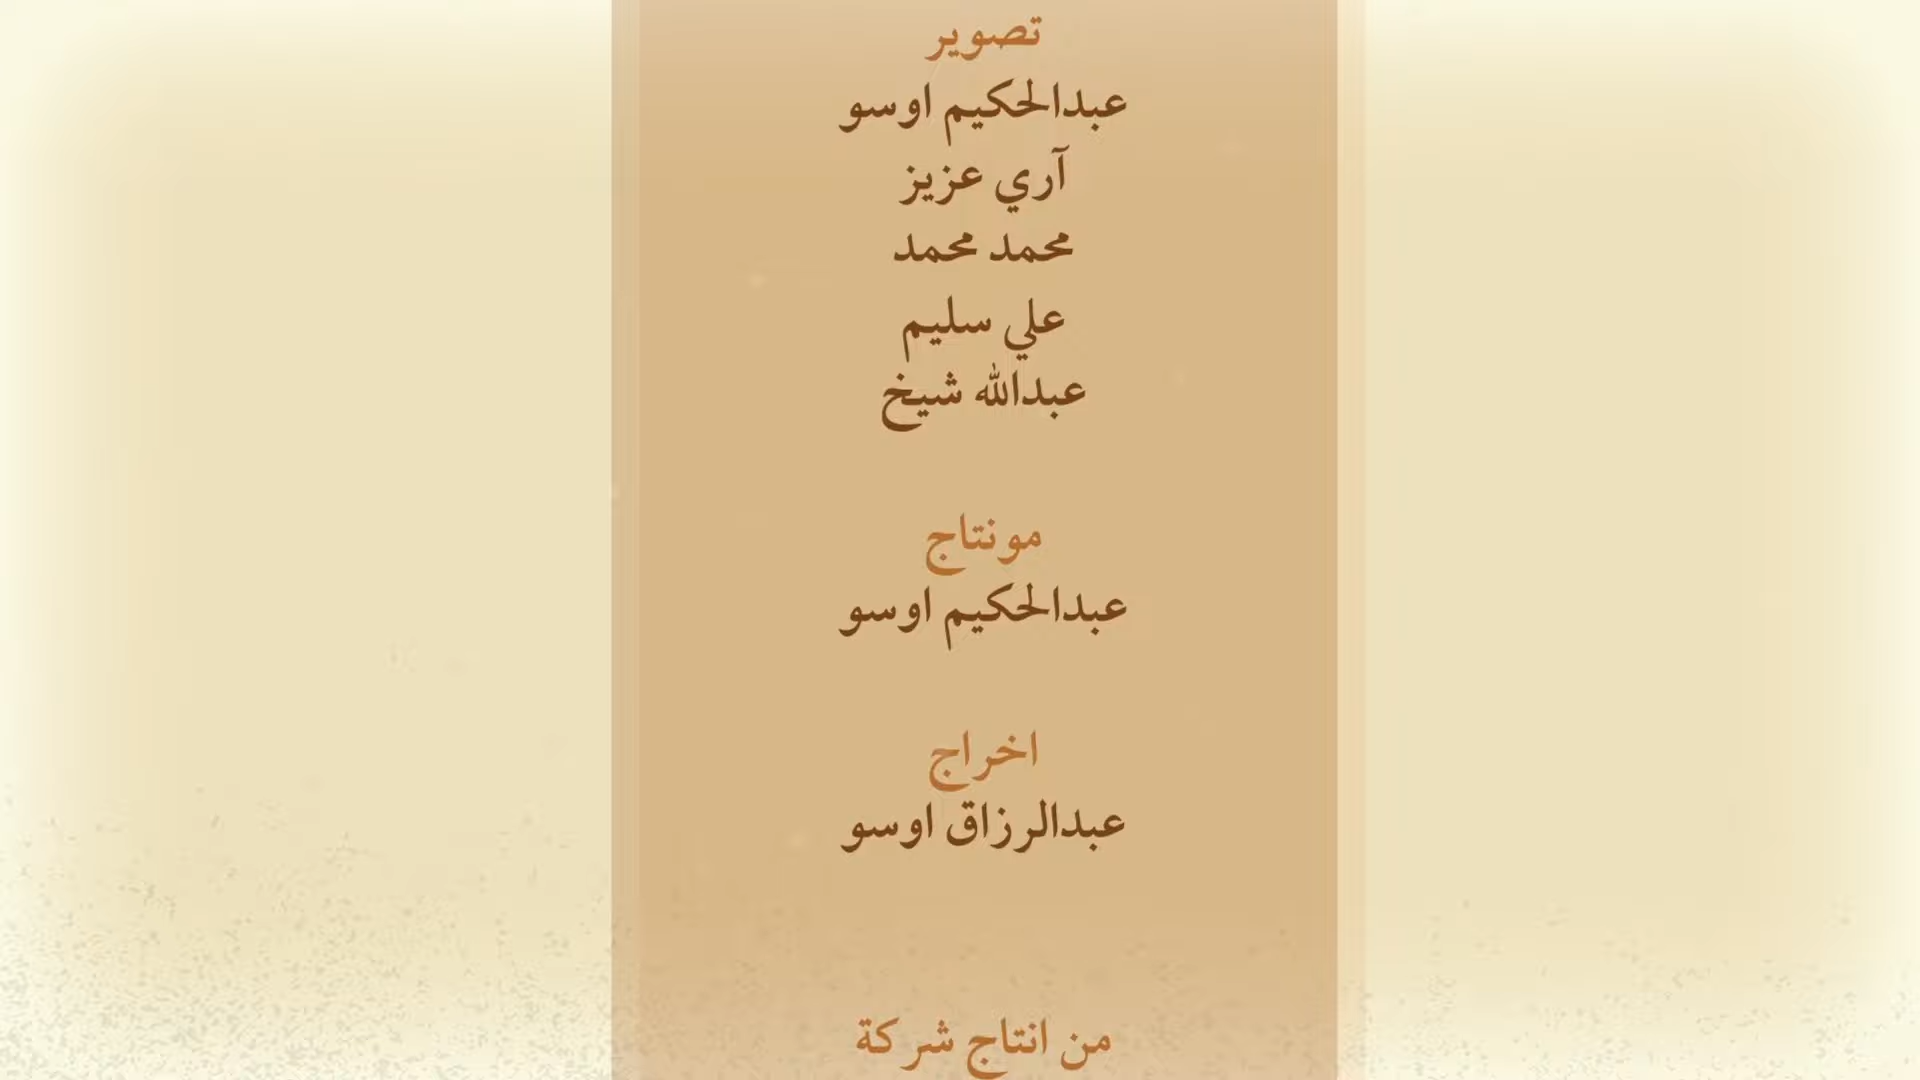 تصوير
عبدالحكيم اوسو
آري عزيز
محمد محمد
علي سليم
عبدالله شيخ
مونتاج
عبدالحكيم اوسو
اخراج
عبدالرزاق اوسو
من انتاج شركة